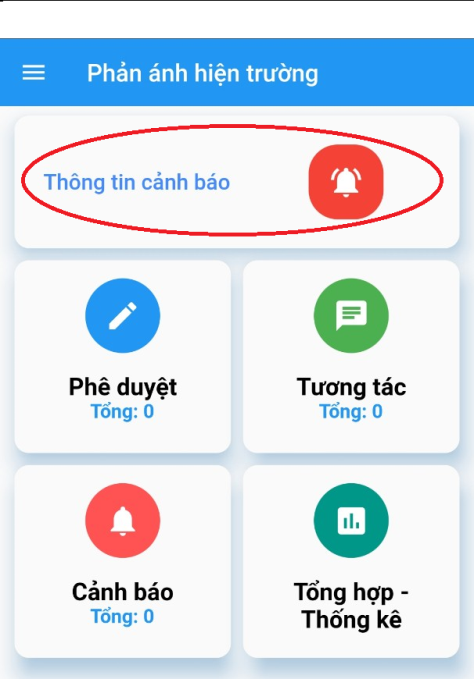 Phản ánh hiện trường
Thông tin cảnh báo
Phê duyệt
Tổng: 0
Tương tác
Tổng: 0
Cảnh báo
Tổng: 0
Tổng hợp -
Thống kê